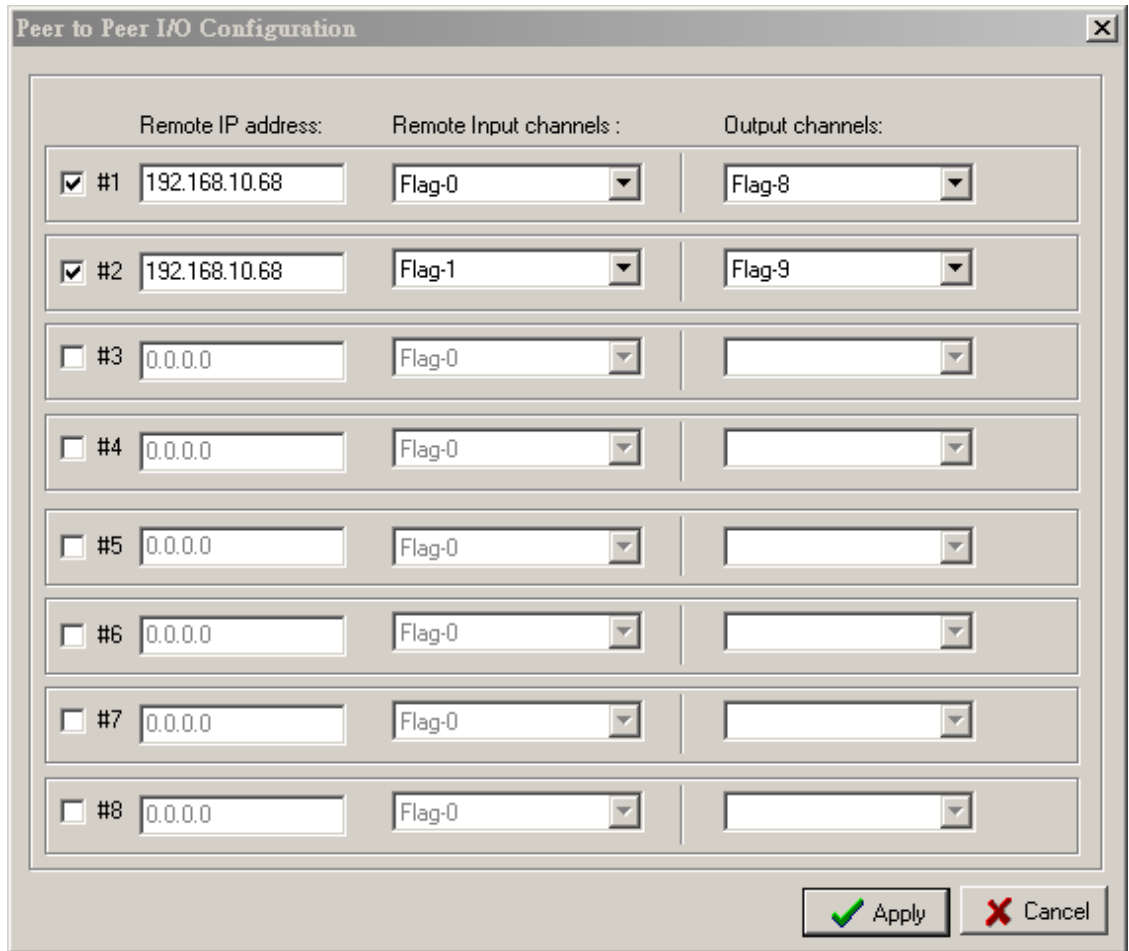 Peer to Peer I/O Configuration
Remote IP address: Remote Input channels : Output channels:
#1 192.168.10.68 Flag-0 Flag-8
#2 192.168.10.68 Flag-1 Flag-9
#3 0.0.0.0 Flag-0
#4 0.0.0.0 Flag-0
#5 0.0.0.0 Flag-0
#6 0.0.0.0 Flag-0
#7 0.0.0.0 Flag-0
#8 0.0.0.0 Flag-0
Apply Cancel